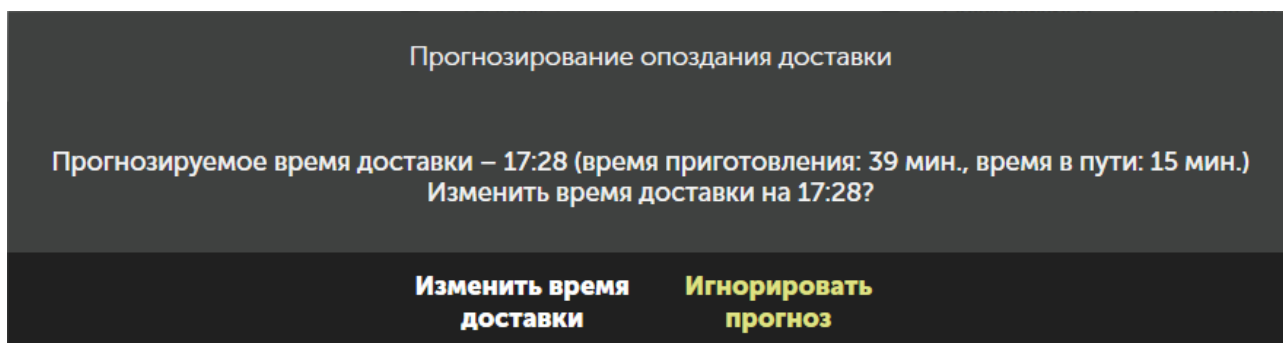 Прогнозирование опоздания доставки
Прогнозируемое время доставки – 17:28 (время приготовления: 39 мин., время в пути: 15 мин.)
Изменить время доставки на 17:28?
Изменить время
доставки
Игнорировать
прогноз